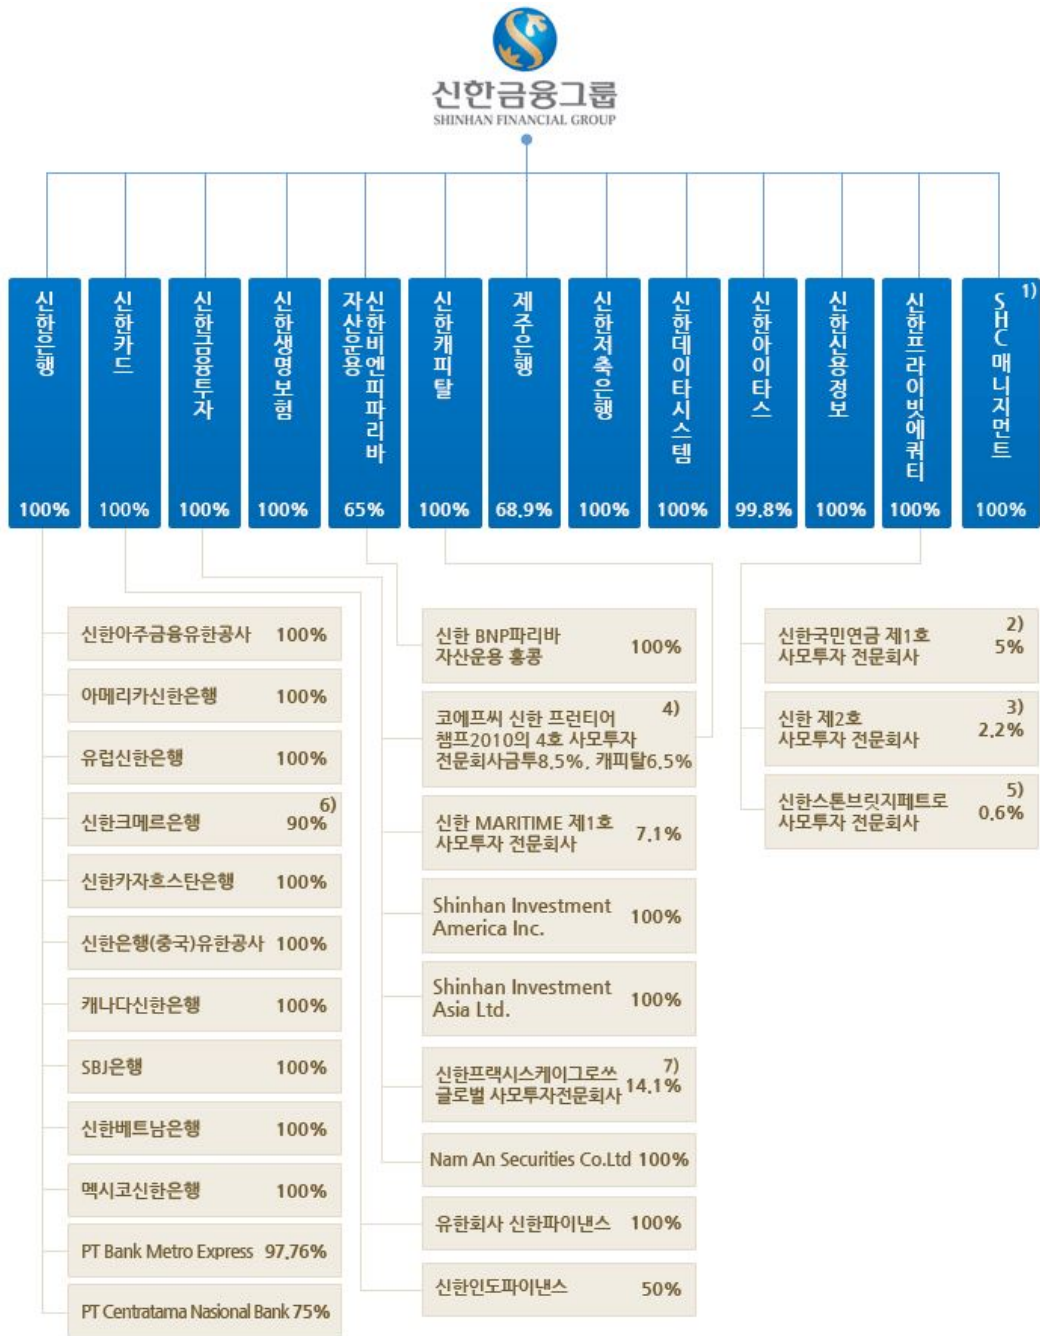 신한금융그룹
SHINHAN FINANCIAL GROUP
신한은행
100%
신한카드
100%
신한금융투자
100%
신한생명보험
100%
신한비엔피파리바
자산운용
65%
신한캐피탈
100%
제주은행
68.9%
신한저축은행
100%
신한데이타시스템
100%
신한아이타스
99.8%
신한신용정보
100%
신한프라이빗에쿼티
100%
1)
SHC 매니지먼트
100%
신한아주금융유한공사 100%
아메리카신한은행 100%
유럽신한은행 100%
6)
신한크메르은행 90%
신한카자흐스탄은행 100%
신한은행(중국)유한공사 100%
캐나다신한은행 100%
SBJ은행 100%
신한베트남은행 100%
멕시코신한은행 100%
PT Bank Metro Express 97.76%
PT Centratama Nasional Bank 75%
신한 BNP파리바
자산운용 홍콩 100%
코에프씨 신한 프런티어 4)
챔프2010의 4호 사모투자
전문회사금투8.5%, 캐피탈6.5%
신한 MARITIME 제1호
사모투자 전문회사 7.1%
Shinhan Investment
America Inc. 100%
Shinhan Investment
Asia Ltd. 100%
신한프랙시스케이그로쓰 7)
글로벌 사모투자전문회사 14.1%
Nam An Securities Co.Ltd 100%
유한회사 신한파이낸스 100%
신한인도파이낸스 50%
신한국민연금 제1호 2)
사모투자 전문회사 5%
신한 제2호 3)
사모투자 전문회사 2.2%
신한스톤브릿지페트로 5)
사모투자 전문회사 0.6%